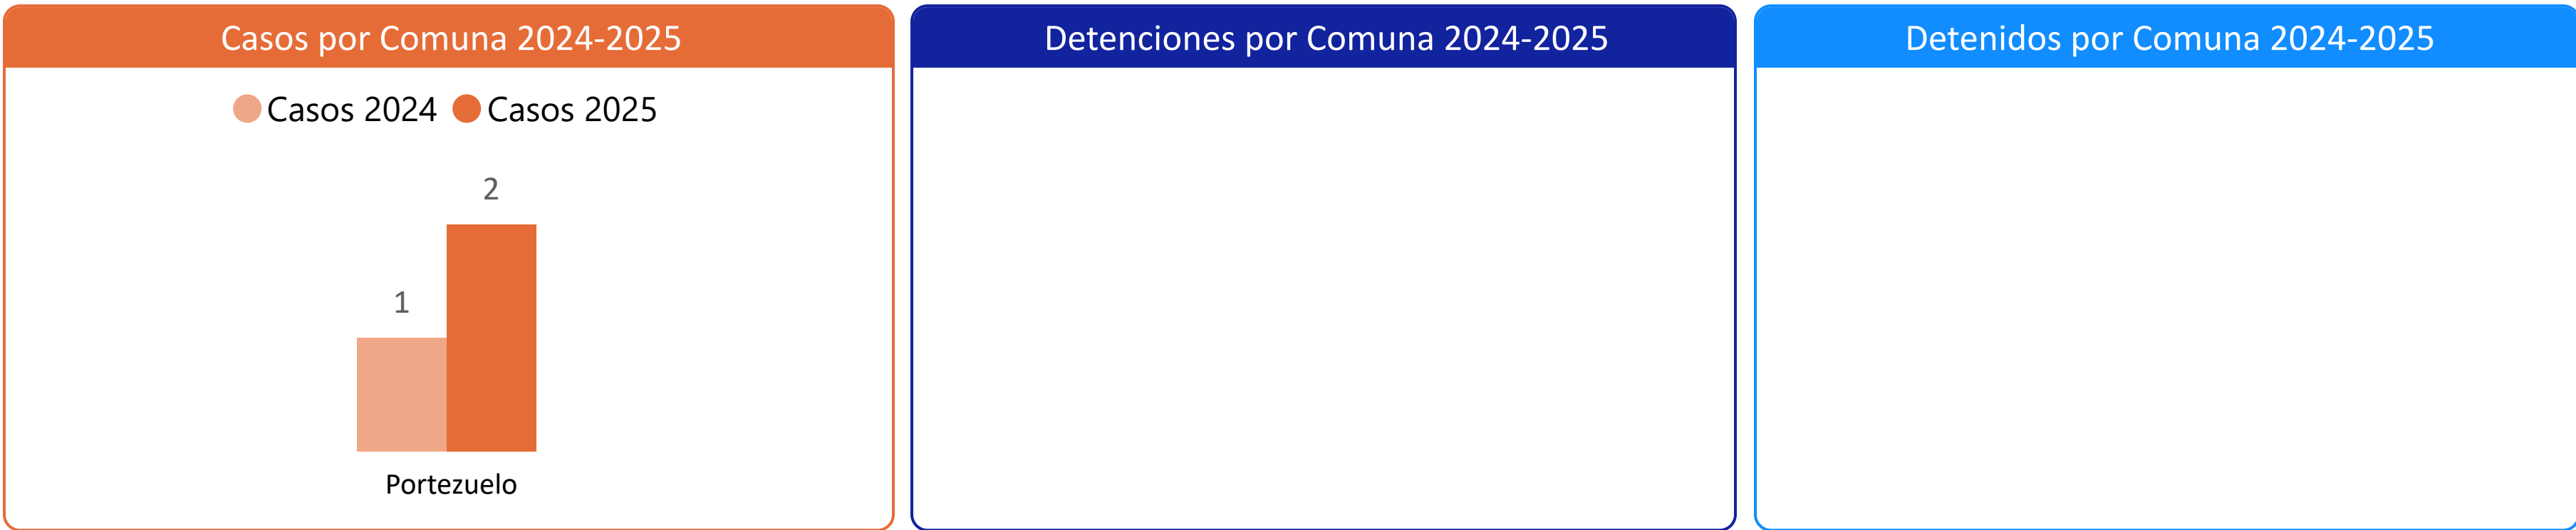 Casos por Comuna 2024-2025
Casos 2024 Casos 2025
2
1
Portezuelo
Detenciones por Comuna 2024-2025
Detenidos por Comuna 2024-2025